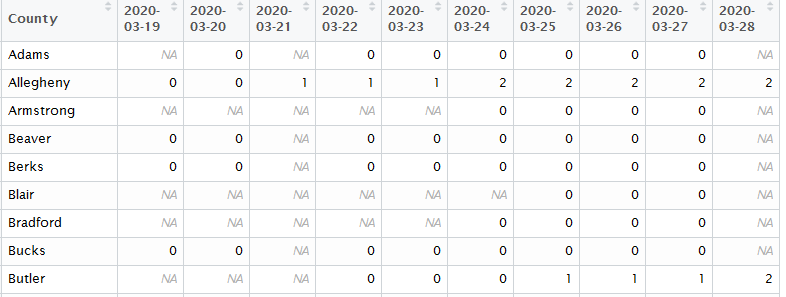 County 2020-03-19 2020-03-20 2020-03-21 2020-03-22 2020-03-23 2020-03-24 2020-03-25 2020-03-26 2020-03-27 2020-03-28
Adams NA 0 NA 0 0 0 0 0 0 NA
Allegheny 0 0 1 1 1 2 2 2 2 2
Armstrong NA NA NA NA NA 0 0 0 0 NA
Beaver 0 0 NA 0 0 0 0 0 0 NA
Berks 0 0 NA 0 0 0 0 0 0 NA
Blair NA NA NA NA NA NA 0 0 0 NA
Bradford NA NA NA NA NA 0 0 0 0 NA
Bucks 0 0 NA 0 0 0 0 0 0 NA
Butler NA NA NA 0 0 0 1 1 1 2